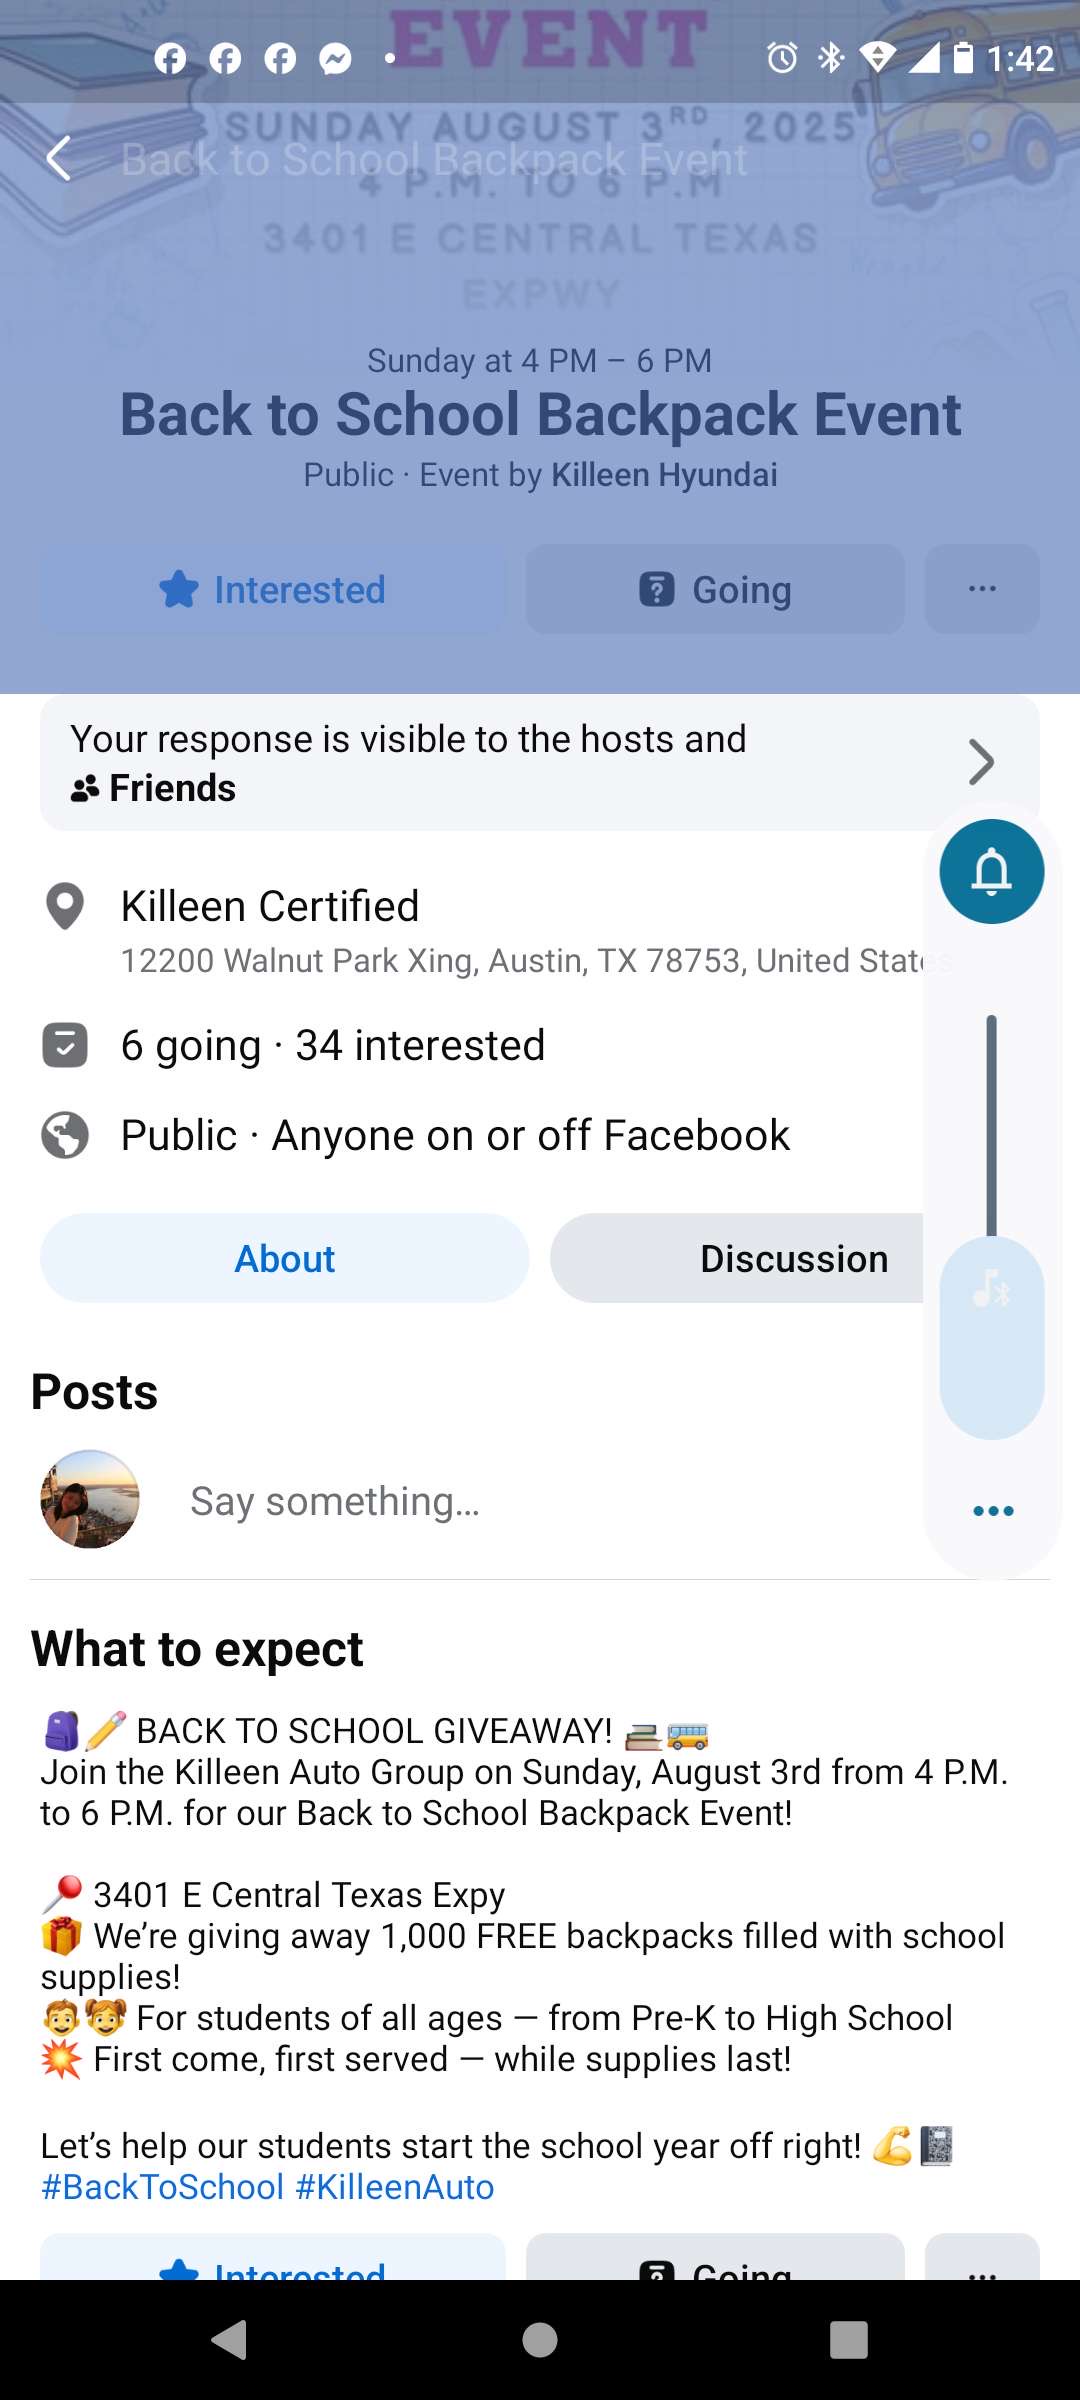 1:42
EVENT
SUNDAY AUGUST 3RD, 2025
Back to School Backpack Event
4 P.M. TO 6 P.M
3401 E CENTRAL TEXAS
EXPWY
Sunday at 4 PM – 6 PM
Back to School Backpack Event
Public · Event by Killeen Hyundai
Interested
Going
Your response is visible to the hosts and
Friends
Killeen Certified
12200 Walnut Park Xing, Austin, TX 78753, United States
6 going · 34 interested
Public · Anyone on or off Facebook
About
Discussion
Posts
Say something...
What to expect
🎒✏️ BACK TO SCHOOL GIVEAWAY! 📚🚌
Join the Killeen Auto Group on Sunday, August 3rd from 4 P.M.
to 6 P.M. for our Back to School Backpack Event!
📍 3401 E Central Texas Expy
🎁 We’re giving away 1,000 FREE backpacks filled with school
supplies!
👦👧 For students of all ages — from Pre-K to High School
💥 First come, first served — while supplies last!
Let’s help our students start the school year off right! 💪📓
#BackToSchool #KilleenAuto
Interested
Going